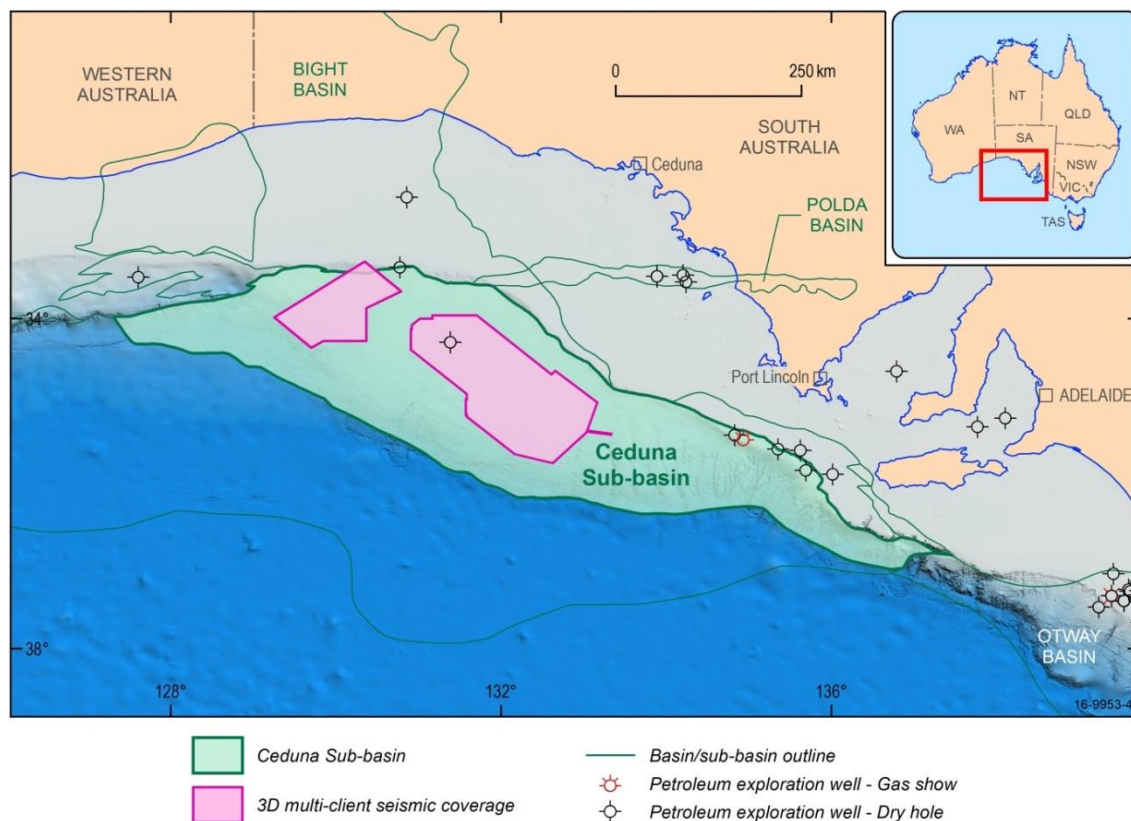 WESTERN
AUSTRALIA
BIGHT
BASIN
0
250 km
SOUTH
AUSTRALIA
Ceduna
POLDA
BASIN
WA
NT
SA
QLD
NSW
VIC
TAS
34°
Port Lincoln
ADELAIDE
Ceduna
Sub-basin
OTWAY
BASIN
38°
128°
132°
136°
16-9953-4
Ceduna Sub-basin
3D multi-client seismic coverage
Basin/sub-basin outline
Petroleum exploration well - Gas show
Petroleum exploration well - Dry hole